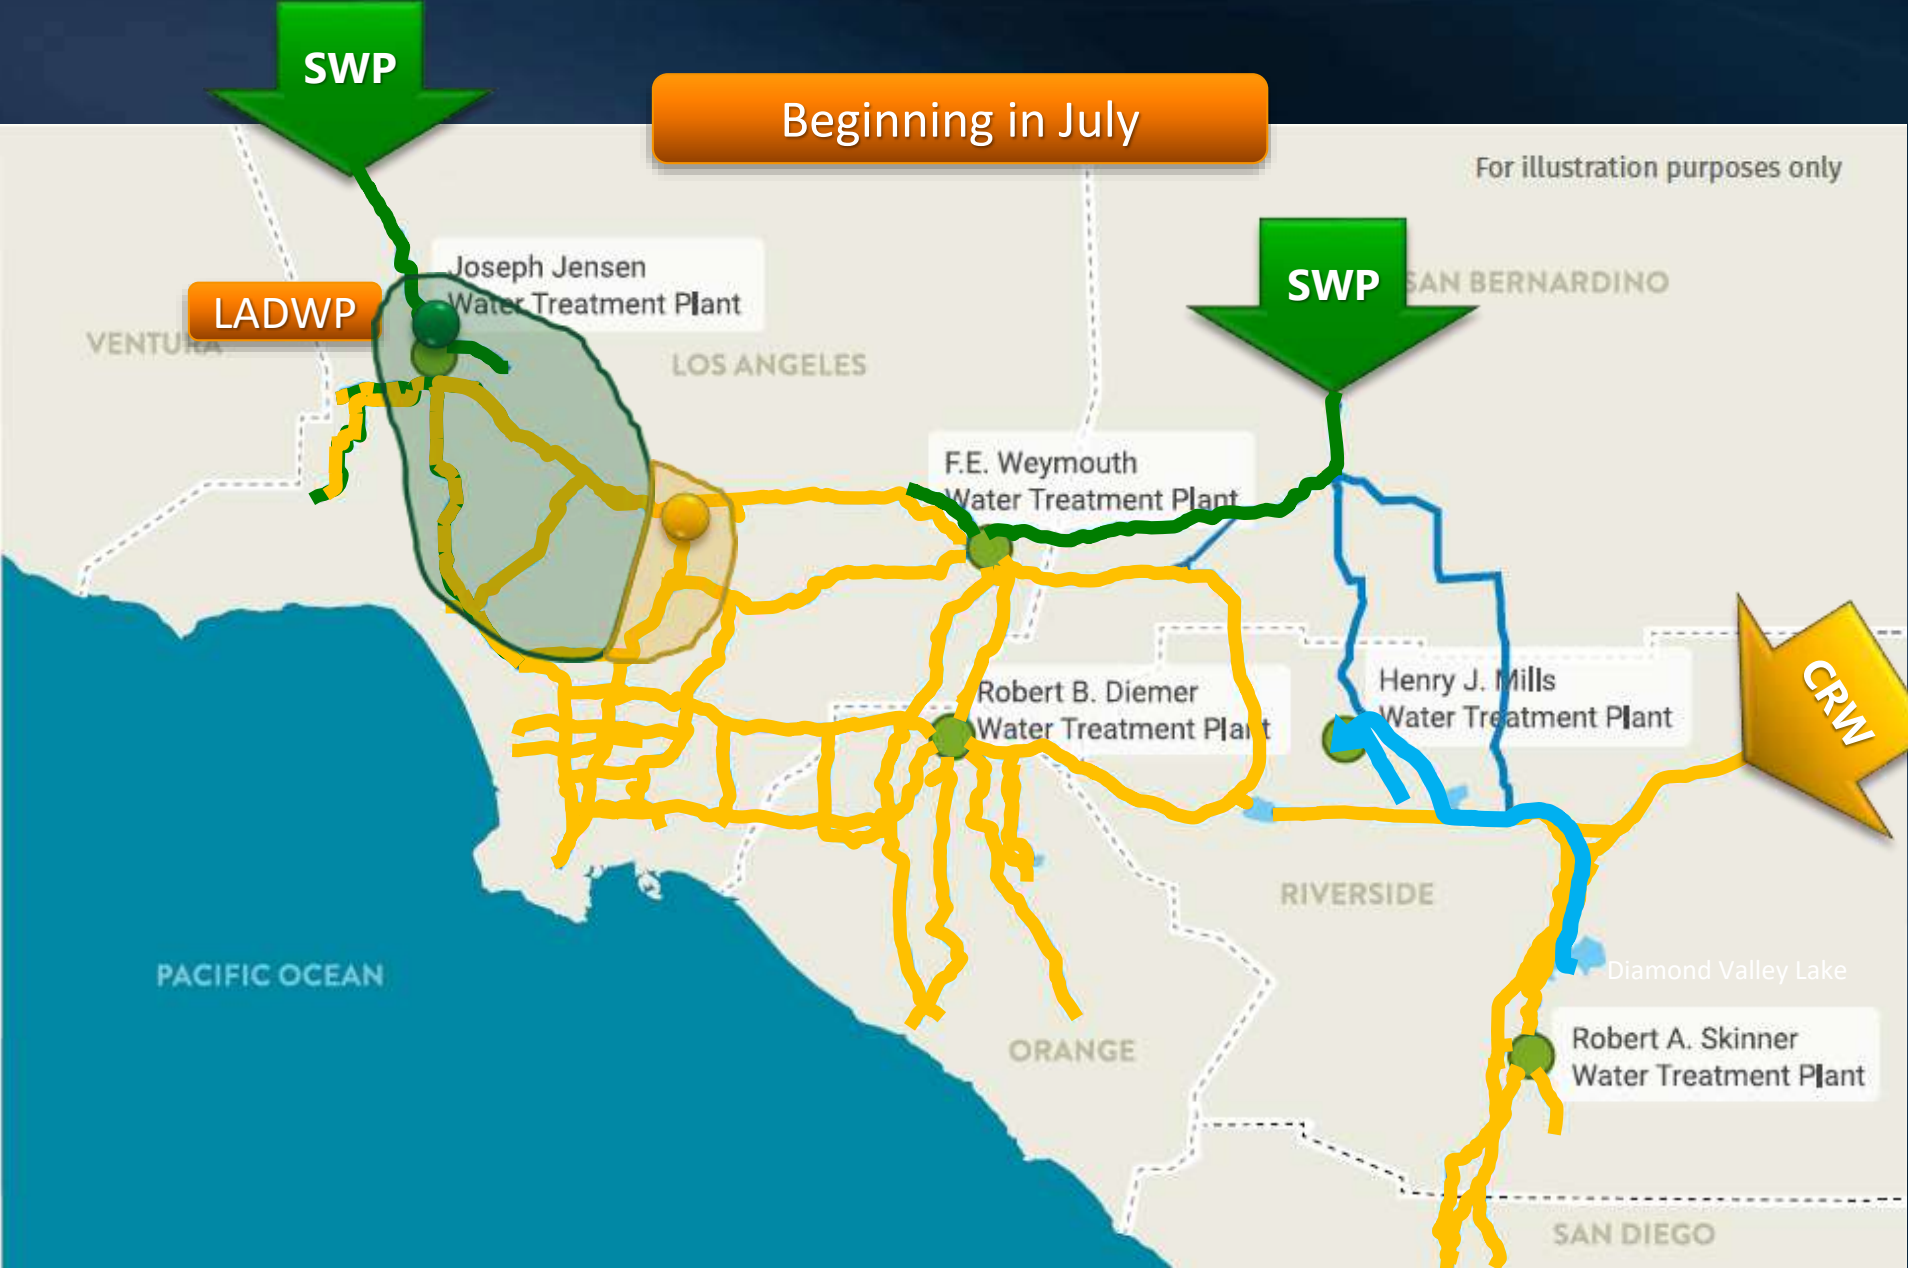 SWP
Beginning in July
For illustration purposes only
Joseph Jensen
Water Treatment Plant
SWP
SAN BERNARDINO
LADWP
VENTURA
LOS ANGELES
F.E. Weymouth
Water Treatment Plant
CRW
Robert B. Diemer
Water Treatment Plant
Henry J. Mills
Water Treatment Plant
RIVERSIDE
PACIFIC OCEAN
Diamond Valley Lake
ORANGE
Robert A. Skinner
Water Treatment Plant
SAN DIEGO